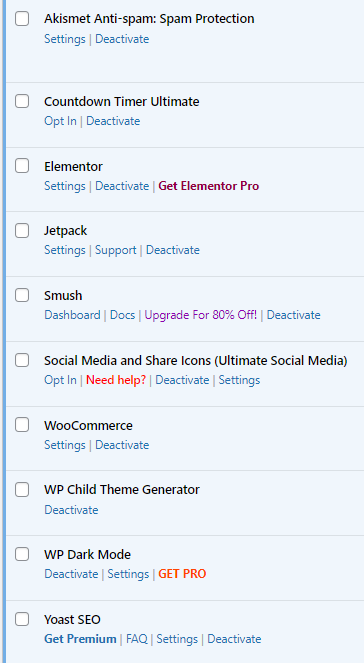 Akismet Anti-spam: Spam Protection
Settings | Deactivate
Countdown Timer Ultimate
Opt In | Deactivate
Elementor
Settings | Deactivate | Get Elementor Pro
Jetpack
Settings | Support | Deactivate
Smush
Dashboard | Docs | Upgrade For 80% Off! | Deactivate
Social Media and Share Icons (Ultimate Social Media)
Opt In | Need help? | Deactivate | Settings
WooCommerce
Settings | Deactivate
WP Child Theme Generator
Deactivate
WP Dark Mode
Deactivate | Settings | GET PRO
Yoast SEO
Get Premium | FAQ | Settings | Deactivate